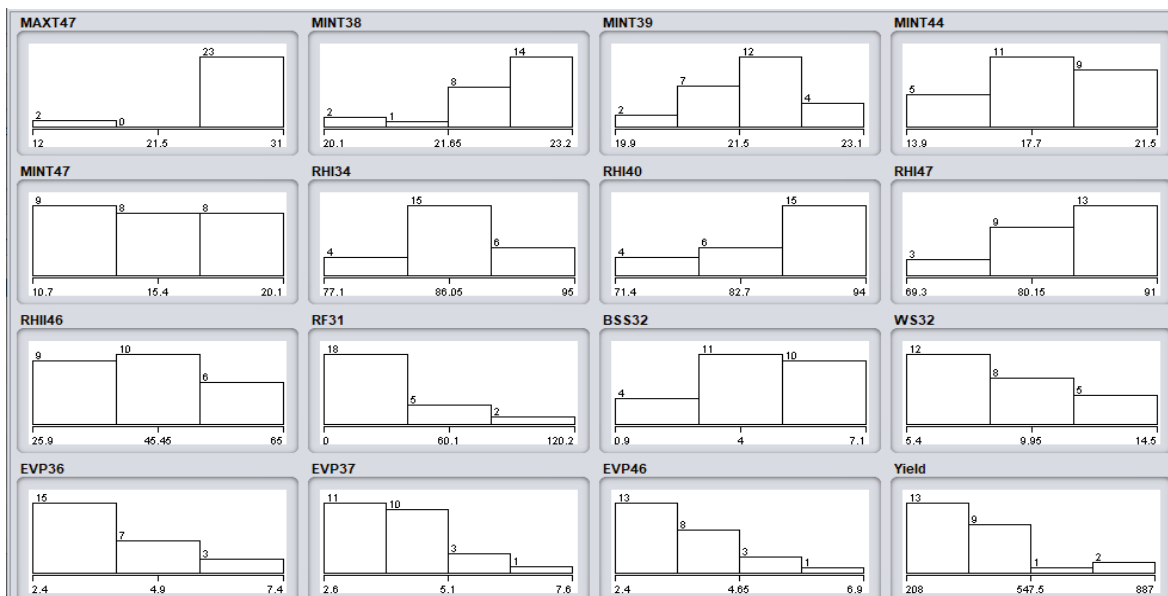 MAXT47 MINT38 MINT39 MINT44
2 0 23
12 21.5 31
2 1 8 14
20.1 21.65 23.2
2 7 12 4
19.9 21.5 23.1
5 11 9
13.9 17.7 21.5
MINT47 RHI34 RHI40 RHI47
9 8 8
10.7 15.4 20.1
4 15 6
77.1 86.05 95
4 6 15
71.4 82.7 94
3 9 13
69.3 80.15 91
RHII46 RF31 BSS32 WS32
9 10 6
25.9 45.45 65
18 5 2
0 60.1 120.2
4 11 10
0.9 4 7.1
12 8 5
5.4 9.95 14.5
EVP36 EVP37 EVP46 Yield
15 7 3
2.4 4.9 7.4
11 10 3 1
2.6 5.1 7.6
13 8 3 1
2.4 4.65 6.9
13 9 1 2
208 547.5 887